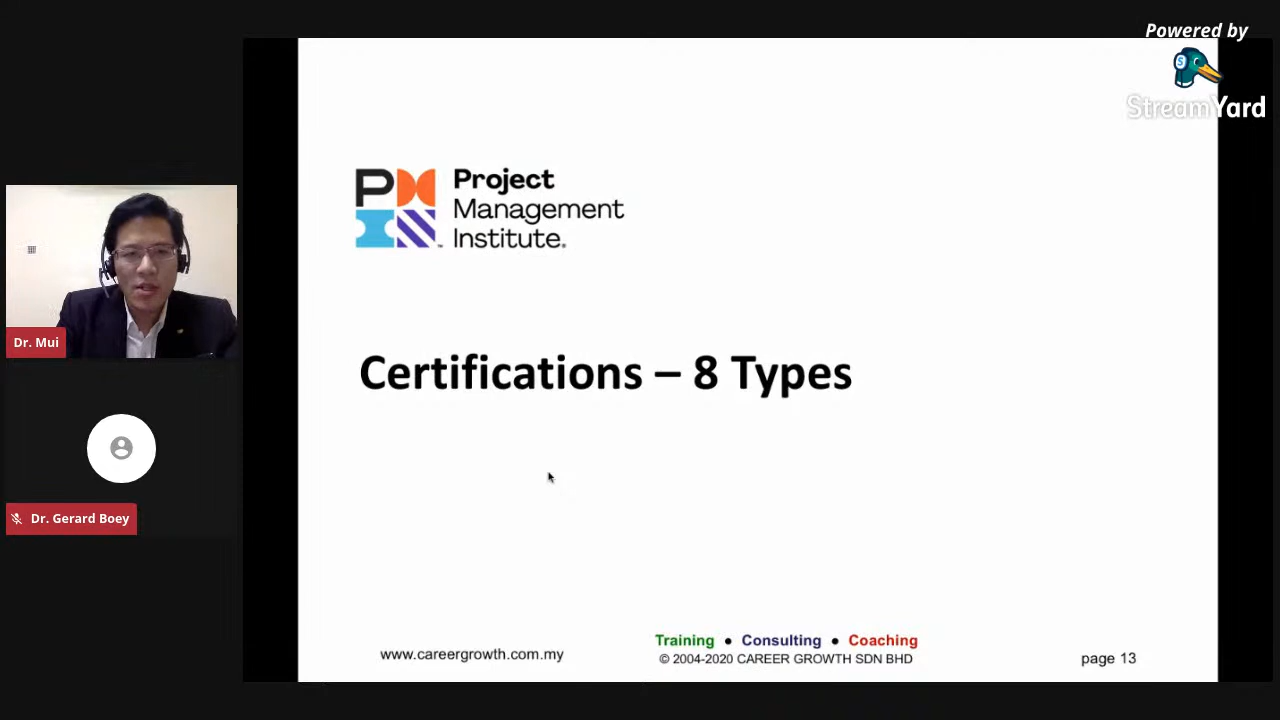 Powered by
StreamYard
Project
Management
Institute.
Certifications – 8 Types
Dr. Mui
Dr. Gerard Boey
Training ● Consulting ● Coaching
www.careergrowth.com.my
© 2004-2020 CAREER GROWTH SDN BHD
page 13